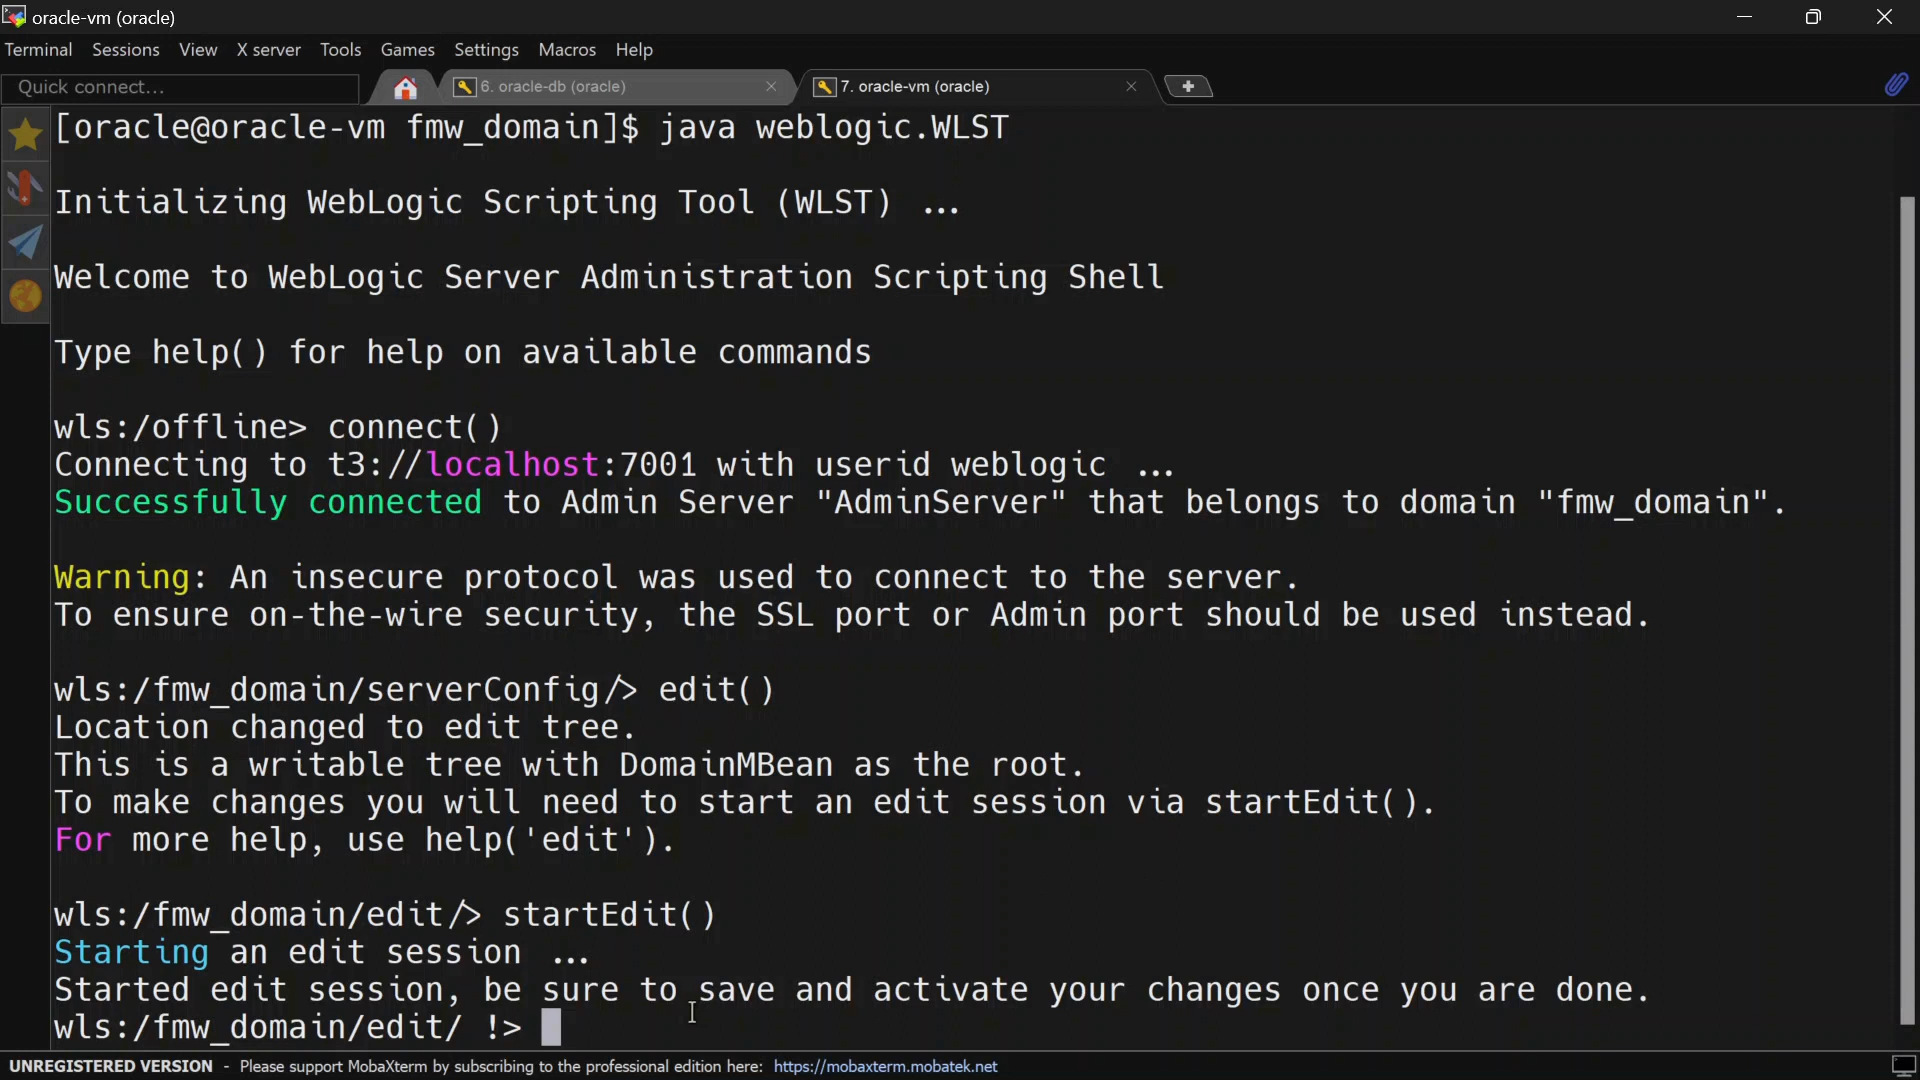 oracle-vm (oracle)
Terminal Sessions View X server Tools Games Settings Macros Help
Quick connect... 6. oracle-db (oracle) 7. oracle-vm (oracle)
[oracle@oracle-vm fmw_domain]$ java weblogic.WLST
Initializing WebLogic Scripting Tool (WLST) ...
Welcome to WebLogic Server Administration Scripting Shell
Type help() for help on available commands
wls:/offline> connect()
Connecting to t3://localhost:7001 with userid weblogic ...
Successfully connected to Admin Server "AdminServer" that belongs to domain "fmw_domain".
Warning: An insecure protocol was used to connect to the server.
To ensure on-the-wire security, the SSL port or Admin port should be used instead.
wls:/fmw_domain/serverConfig/> edit()
Location changed to edit tree.
This is a writable tree with DomainMBean as the root.
To make changes you will need to start an edit session via startEdit().
For more help, use help('edit').
wls:/fmw_domain/edit/> startEdit()
Starting an edit session ...
Started edit session, be sure to save and activate your changes once you are done.
wls:/fmw_domain/edit/ !>
UNREGISTERED VERSION - Please support MobaXterm by subscribing to the professional edition here: https://mobaxterm.mobatek.net